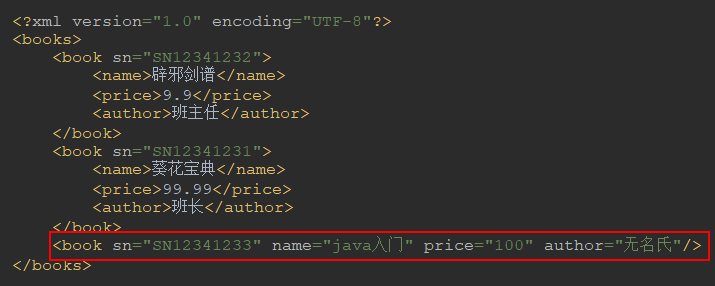 <?xml version="1.0" encoding="UTF-8"?>
<books>
    <book sn="SN12341232">
        <name>辟邪剑谱</name>
        <price>9.9</price>
        <author>班主任</author>
    </book>
    <book sn="SN12341231">
        <name>葵花宝典</name>
        <price>99.99</price>
        <author>班长</author>
    </book>
    <book sn="SN12341233" name="java入门" price="100" author="无名氏"/>
</books>